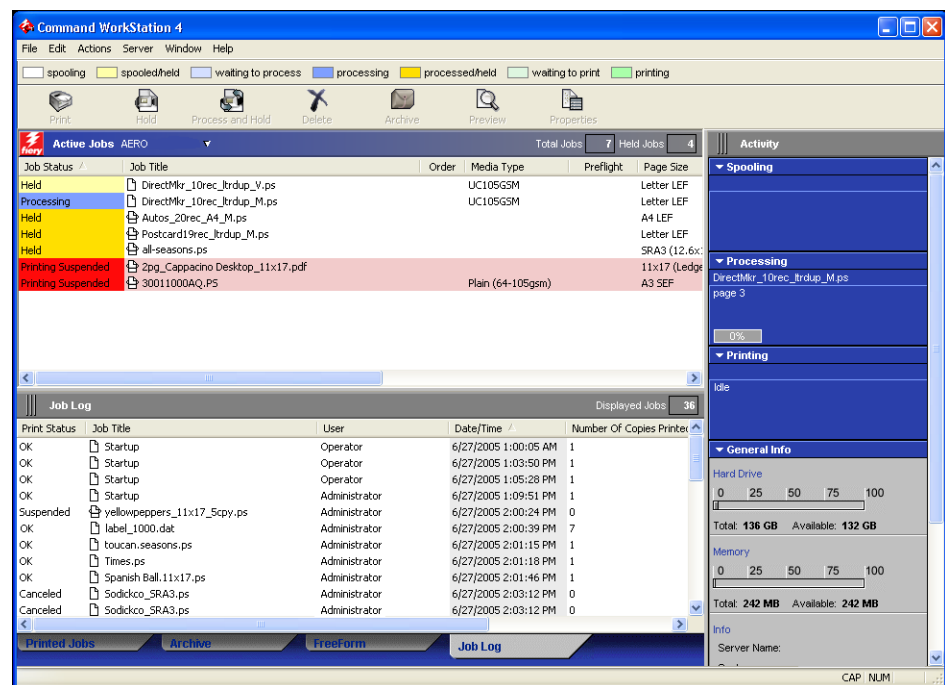 Command WorkStation 4
File Edit Actions Server Window Help
spooling spooled/held waiting to process processing processed/held waiting to print printing
Print Hold Process and Hold Delete Archive Preview Properties
fiery Active Jobs AERO Total Jobs 7 Held Jobs 4
Job Status Job Title Order Media Type Preflight Page Size
Held DirectMkr_10rec_ltrdup_V.ps UC105GSM Letter LEF
Processing DirectMkr_10rec_ltrdup_M.ps UC105GSM Letter LEF
Held Autos_20rec_A4_M.ps A4 LEF
Held Postcard19rec_ltrdup_M.ps Letter LEF
Held all-seasons.ps SRA3 (12.6x
Printing Suspended 2pg_Cappacino Desktop_11x17.pdf 11x17 (Ledge
Printing Suspended 30011000AQ.PS Plain (64-105gsm) A3 SEF
Job Log Displayed Jobs 36
Print Status Job Title User Date/Time Number Of Copies Printed
OK Startup Operator 6/27/2005 1:00:05 AM 1
OK Startup Operator 6/27/2005 1:03:50 PM 1
OK Startup Operator 6/27/2005 1:05:28 PM 1
OK Startup Administrator 6/27/2005 1:09:51 PM 1
Suspended yellowpeppers_11x17_5cpy.ps Administrator 6/27/2005 2:00:24 PM 0
OK label_1000.dat Administrator 6/27/2005 2:00:39 PM 7
OK toucan.seasons.ps Administrator 6/27/2005 2:01:15 PM 1
OK Times.ps Administrator 6/27/2005 2:01:18 PM 1
OK Spanish Ball.11x17.ps Administrator 6/27/2005 2:01:46 PM 1
Canceled Sodickco_SRA3.ps Administrator 6/27/2005 2:03:12 PM 0
Canceled Sodickco_SRA3.ps Administrator 6/27/2005 2:03:12 PM 0
Printed Jobs Archive FreeForm Job Log
Activity
Spooling
Processing
DirectMkr_10rec_ltrdup_M.ps
page 3
0%
Printing
Idle
General Info
Hard Drive
0 25 50 75 100
Total: 136 GB Available: 132 GB
Memory
0 25 50 75 100
Total: 242 MB Available: 242 MB
Info
Server Name:
CAP NUM